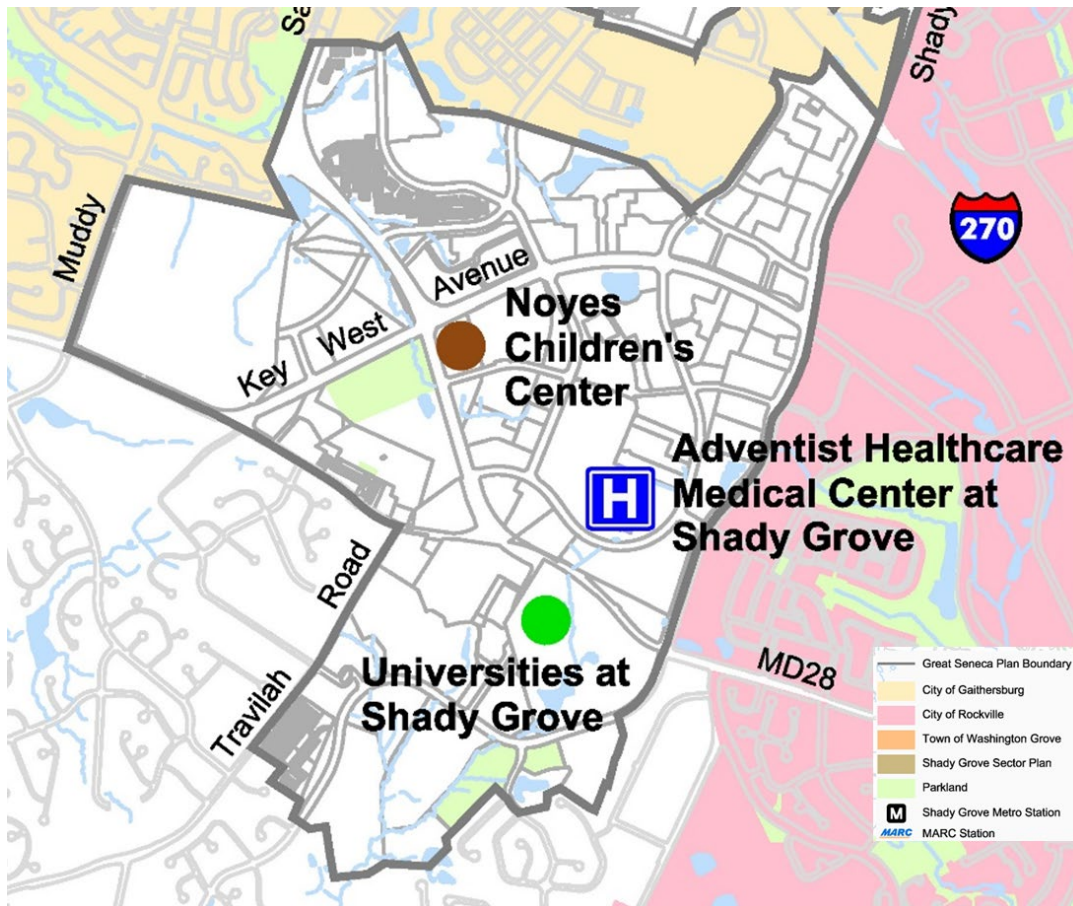 Sa
Shady
Muddy
270
Avenue
West
Key
Noyes
Children's
Center
Adventist Healthcare
Medical Center at
Shady Grove
H
Road
Travilah
Universities at
Shady Grove
MD28
Great Seneca Plan Boundary
City of Gaithersburg
City of Rockville
Town of Washington Grove
Shady Grove Sector Plan
Parkland
M Shady Grove Metro Station
MARC MARC Station